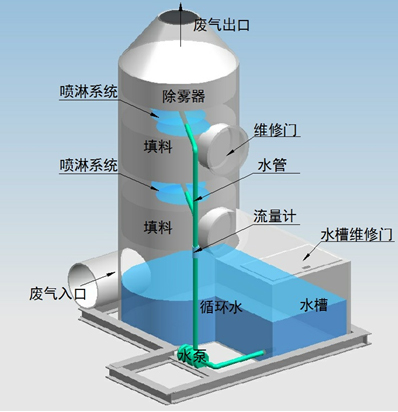 废气出口
喷淋系统
除雾器
维修门
填料
喷淋系统
水管
填料
流量计
水槽维修门
废气入口
循环水
水槽
水泵